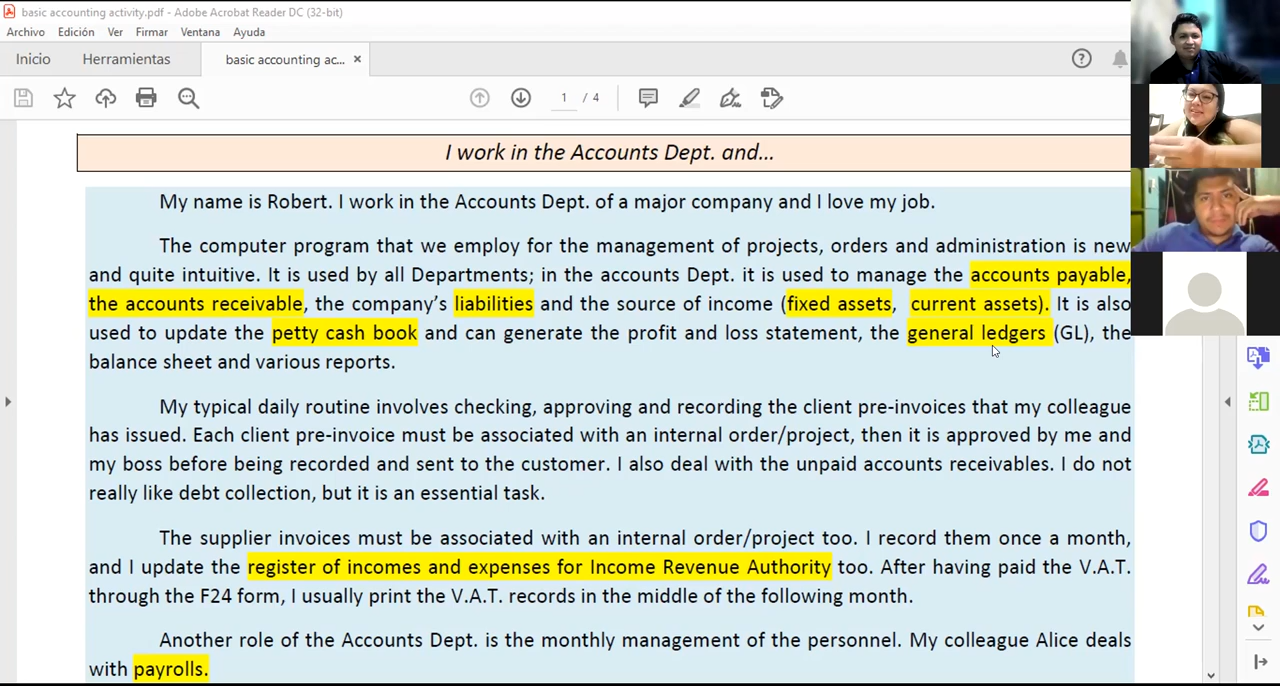 basic accounting activity.pdf - Adobe Acrobat Reader DC (32-bit)
Archivo Edición Ver Firmar Ventana Ayuda
Inicio Herramientas basic accounting ac... ×
1 / 4
I work in the Accounts Dept. and...
My name is Robert. I work in the Accounts Dept. of a major company and I love my job.
The computer program that we employ for the management of projects, orders and administration is new
and quite intuitive. It is used by all Departments; in the accounts Dept. it is used to manage the accounts payable,
the accounts receivable, the company's liabilities and the source of income (fixed assets, current assets). It is also
used to update the petty cash book and can generate the profit and loss statement, the general ledgers (GL), the
balance sheet and various reports.
My typical daily routine involves checking, approving and recording the client pre-invoices that my colleague
has issued. Each client pre-invoice must be associated with an internal order/project, then it is approved by me and
my boss before being recorded and sent to the customer. I also deal with the unpaid accounts receivables. I do not
really like debt collection, but it is an essential task.
The supplier invoices must be associated with an internal order/project too. I record them once a month,
and I update the register of incomes and expenses for Income Revenue Authority too. After having paid the V.A.T.
through the F24 form, I usually print the V.A.T. records in the middle of the following month.
Another role of the Accounts Dept. is the monthly management of the personnel. My colleague Alice deals
with payrolls.